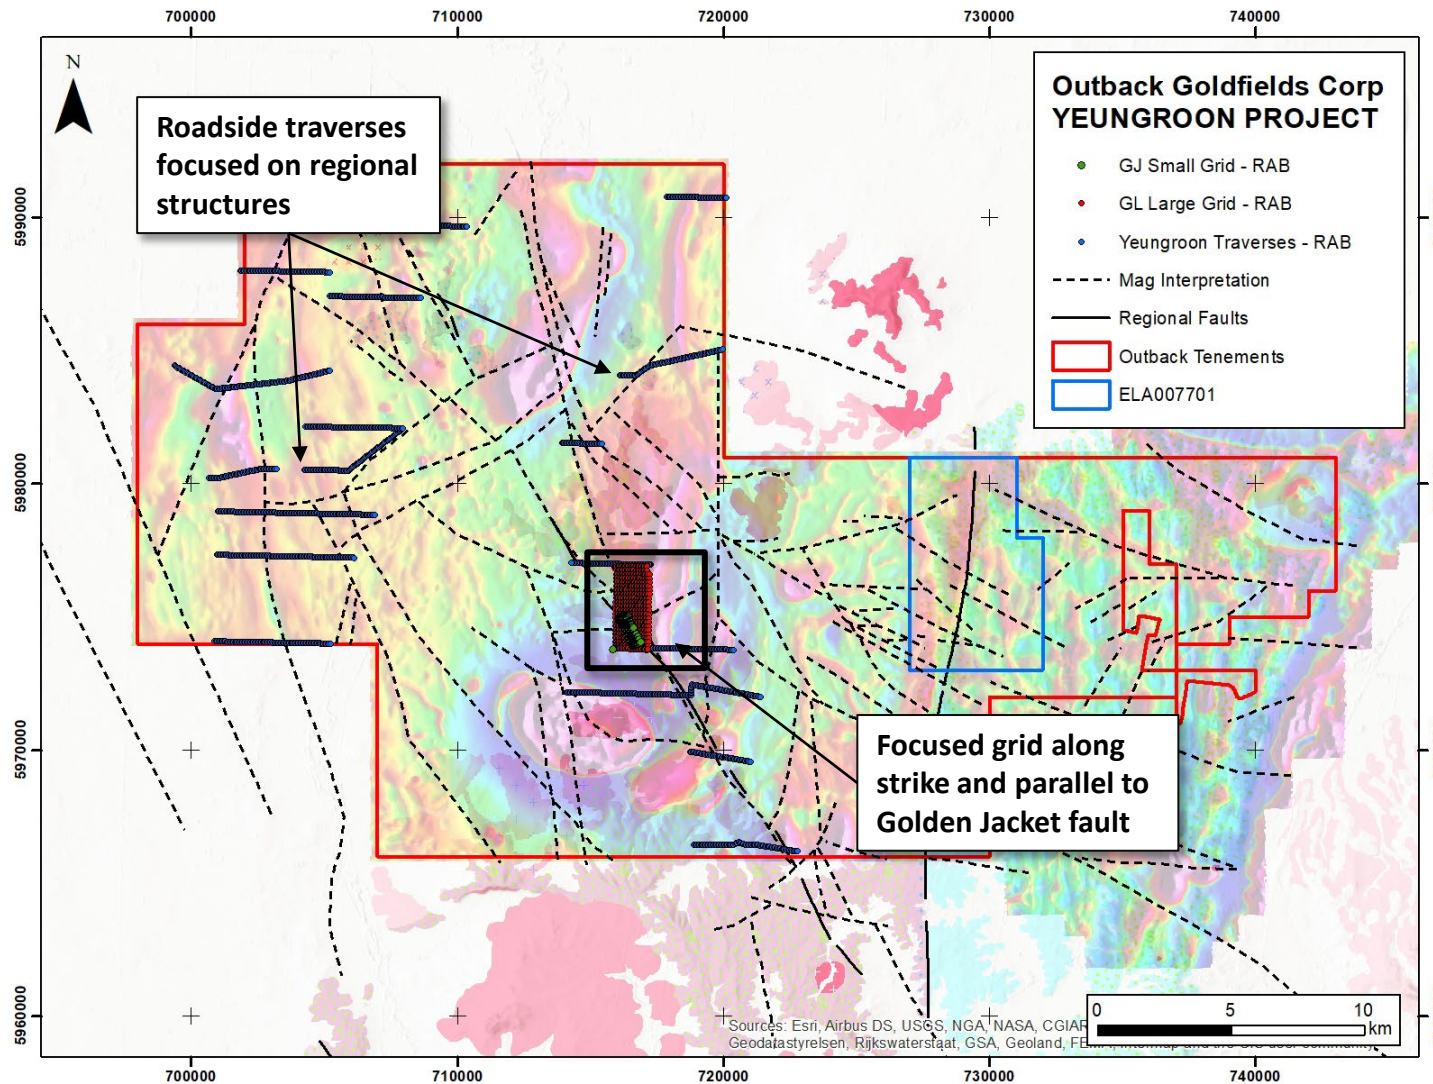 700000
710000
720000
730000
740000
N
Outback Goldfields Corp
YEUNGROON PROJECT
GJ Small Grid - RAB
GL Large Grid - RAB
Yeungroon Traverses - RAB
Mag Interpretation
Regional Faults
Outback Tenements
ELA007701
Roadside traverses
focused on regional
structures
5990000
5980000
5970000
5960000
Focused grid along
strike and parallel to
Golden Jacket fault
0
5
10
km
Sources: Esri, Airbus DS, USGS, NGA, NASA, CGIAR
Geodatastyrelsen, Rijkswaterstaat, GSA, Geoland,
700000
710000
720000
730000
740000